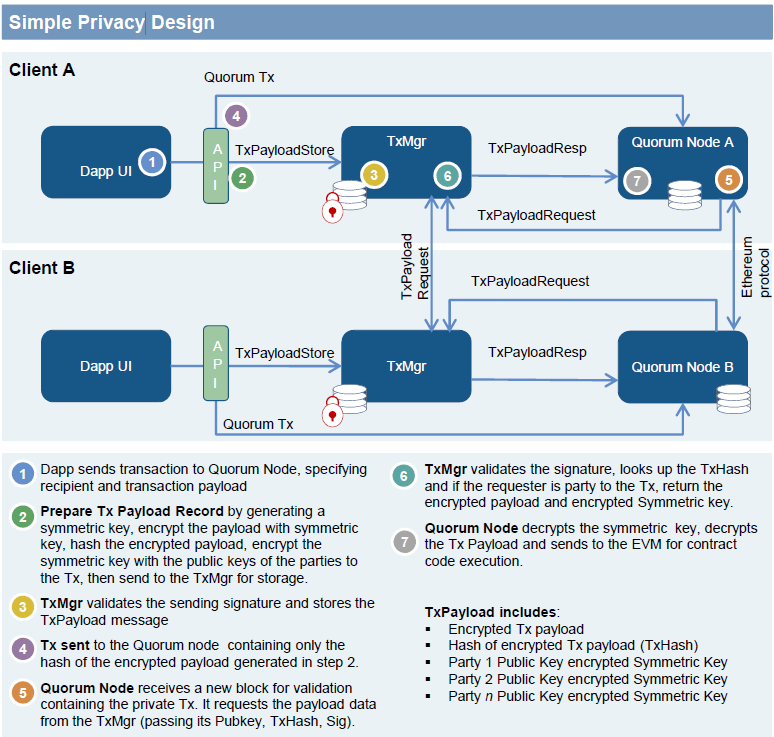 Simple Privacy Design
Client A
Quorum Tx
4
Dapp UI
1
API
TxPayloadStore
2
TxMgr
3
6
TxPayloadResp
Quorum Node A
7
5
TxPayloadRequest
TxPayload
Request
Ethereum
protocol
Client B
TxPayloadRequest
Dapp UI
API
TxPayloadStore
TxMgr
TxPayloadResp
Quorum Node B
Quorum Tx
1 Dapp sends transaction to Quorum Node, specifying
recipient and transaction payload
2 Prepare Tx Payload Record by generating a
symmetric key, encrypt the payload with symmetric
key, hash the encrypted payload, encrypt the
symmetric key with the public keys of the parties to
the Tx, then send to the TxMgr for storage.
3 TxMgr validates the sending signature and stores the
TxPayload message
4 Tx sent to the Quorum node containing only the
hash of the encrypted payload generated in step 2.
5 Quorum Node receives a new block for validation
containing the private Tx. It requests the payload data
from the TxMgr (passing its Pubkey, TxHash, Sig).
6 TxMgr validates the signature, looks up the TxHash
and if the requester is party to the Tx, return the
encrypted payload and encrypted Symmetric key.
7 Quorum Node decrypts the symmetric key, decrypts
the Tx Payload and sends to the EVM for contract
code execution.
TxPayload includes:
▪ Encrypted Tx payload
▪ Hash of encrypted Tx payload (TxHash)
▪ Party 1 Public Key encrypted Symmetric Key
▪ Party 2 Public Key encrypted Symmetric Key
▪ Party n Public Key encrypted Symmetric Key